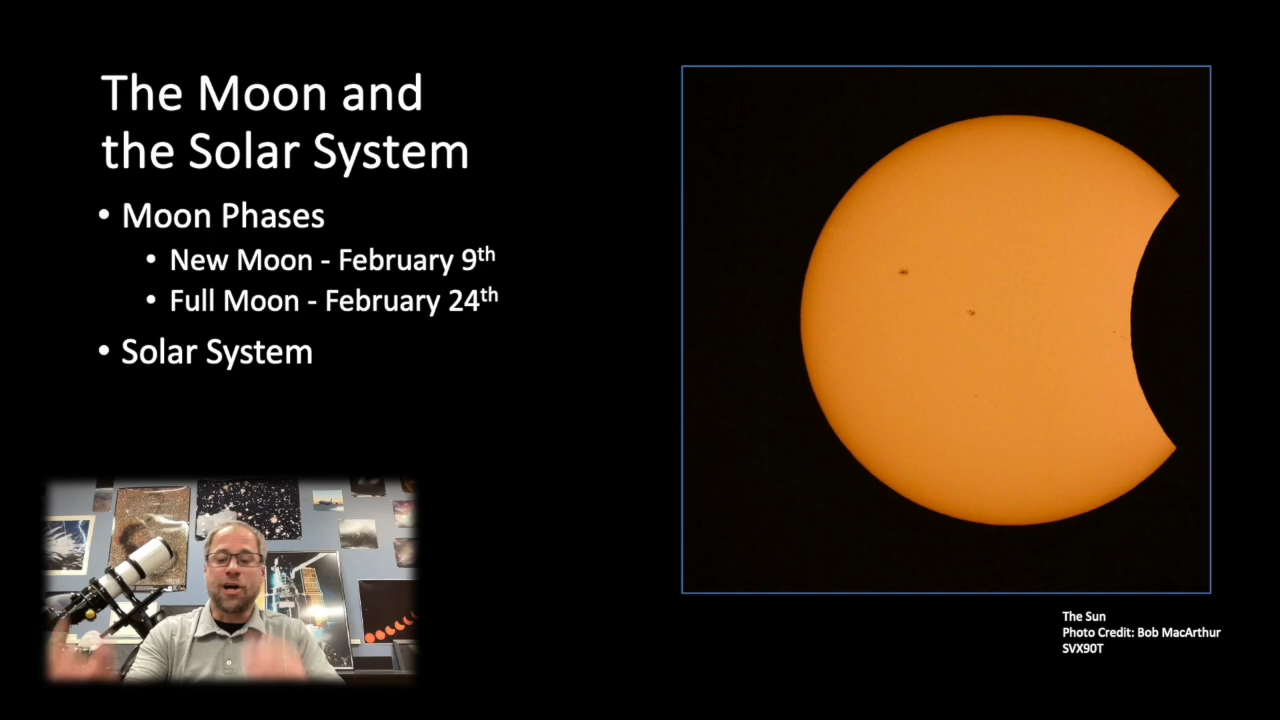 The Moon and
the Solar System
• Moon Phases
• New Moon - February 9th
• Full Moon - February 24th
• Solar System
The Sun
Photo Credit: Bob MacArthur
SVX90T